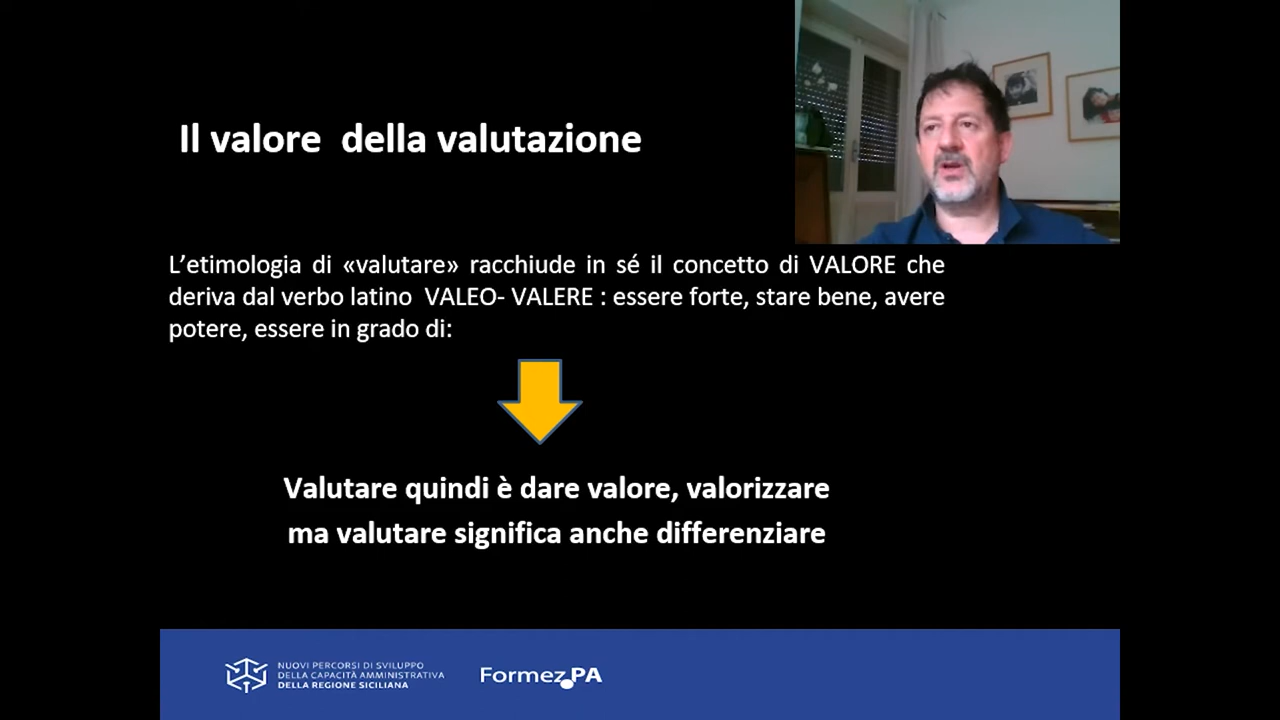 Il valore  della valutazione
L’etimologia di «valutare» racchiude in sé il concetto di VALORE che
deriva dal verbo latino  VALEO- VALERE : essere forte, stare bene, avere
potere, essere in grado di:
Valutare quindi è dare valore, valorizzare
ma valutare significa anche differenziare
NUOVI PERCORSI DI SVILUPPO
DELLA CAPACITÀ AMMINISTRATIVA
DELLA REGIONE SICILIANA
Formez.PA